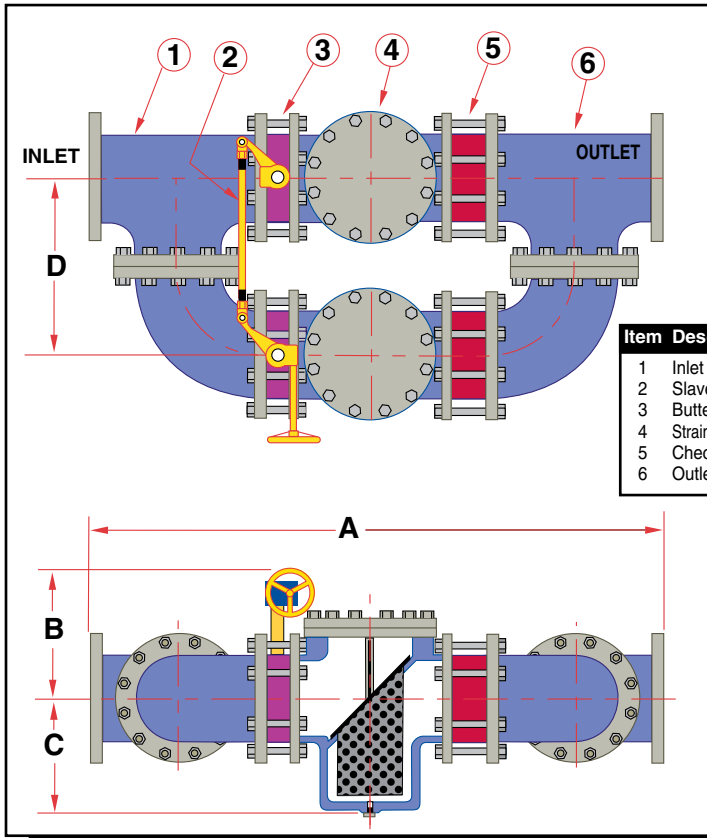 1 2 3 4 5 6
INLET
OUTLET
D
Item Des
1 Inlet
2 Slave
3 Butte
4 Strain
5 Chec
6 Outle
A
B
C